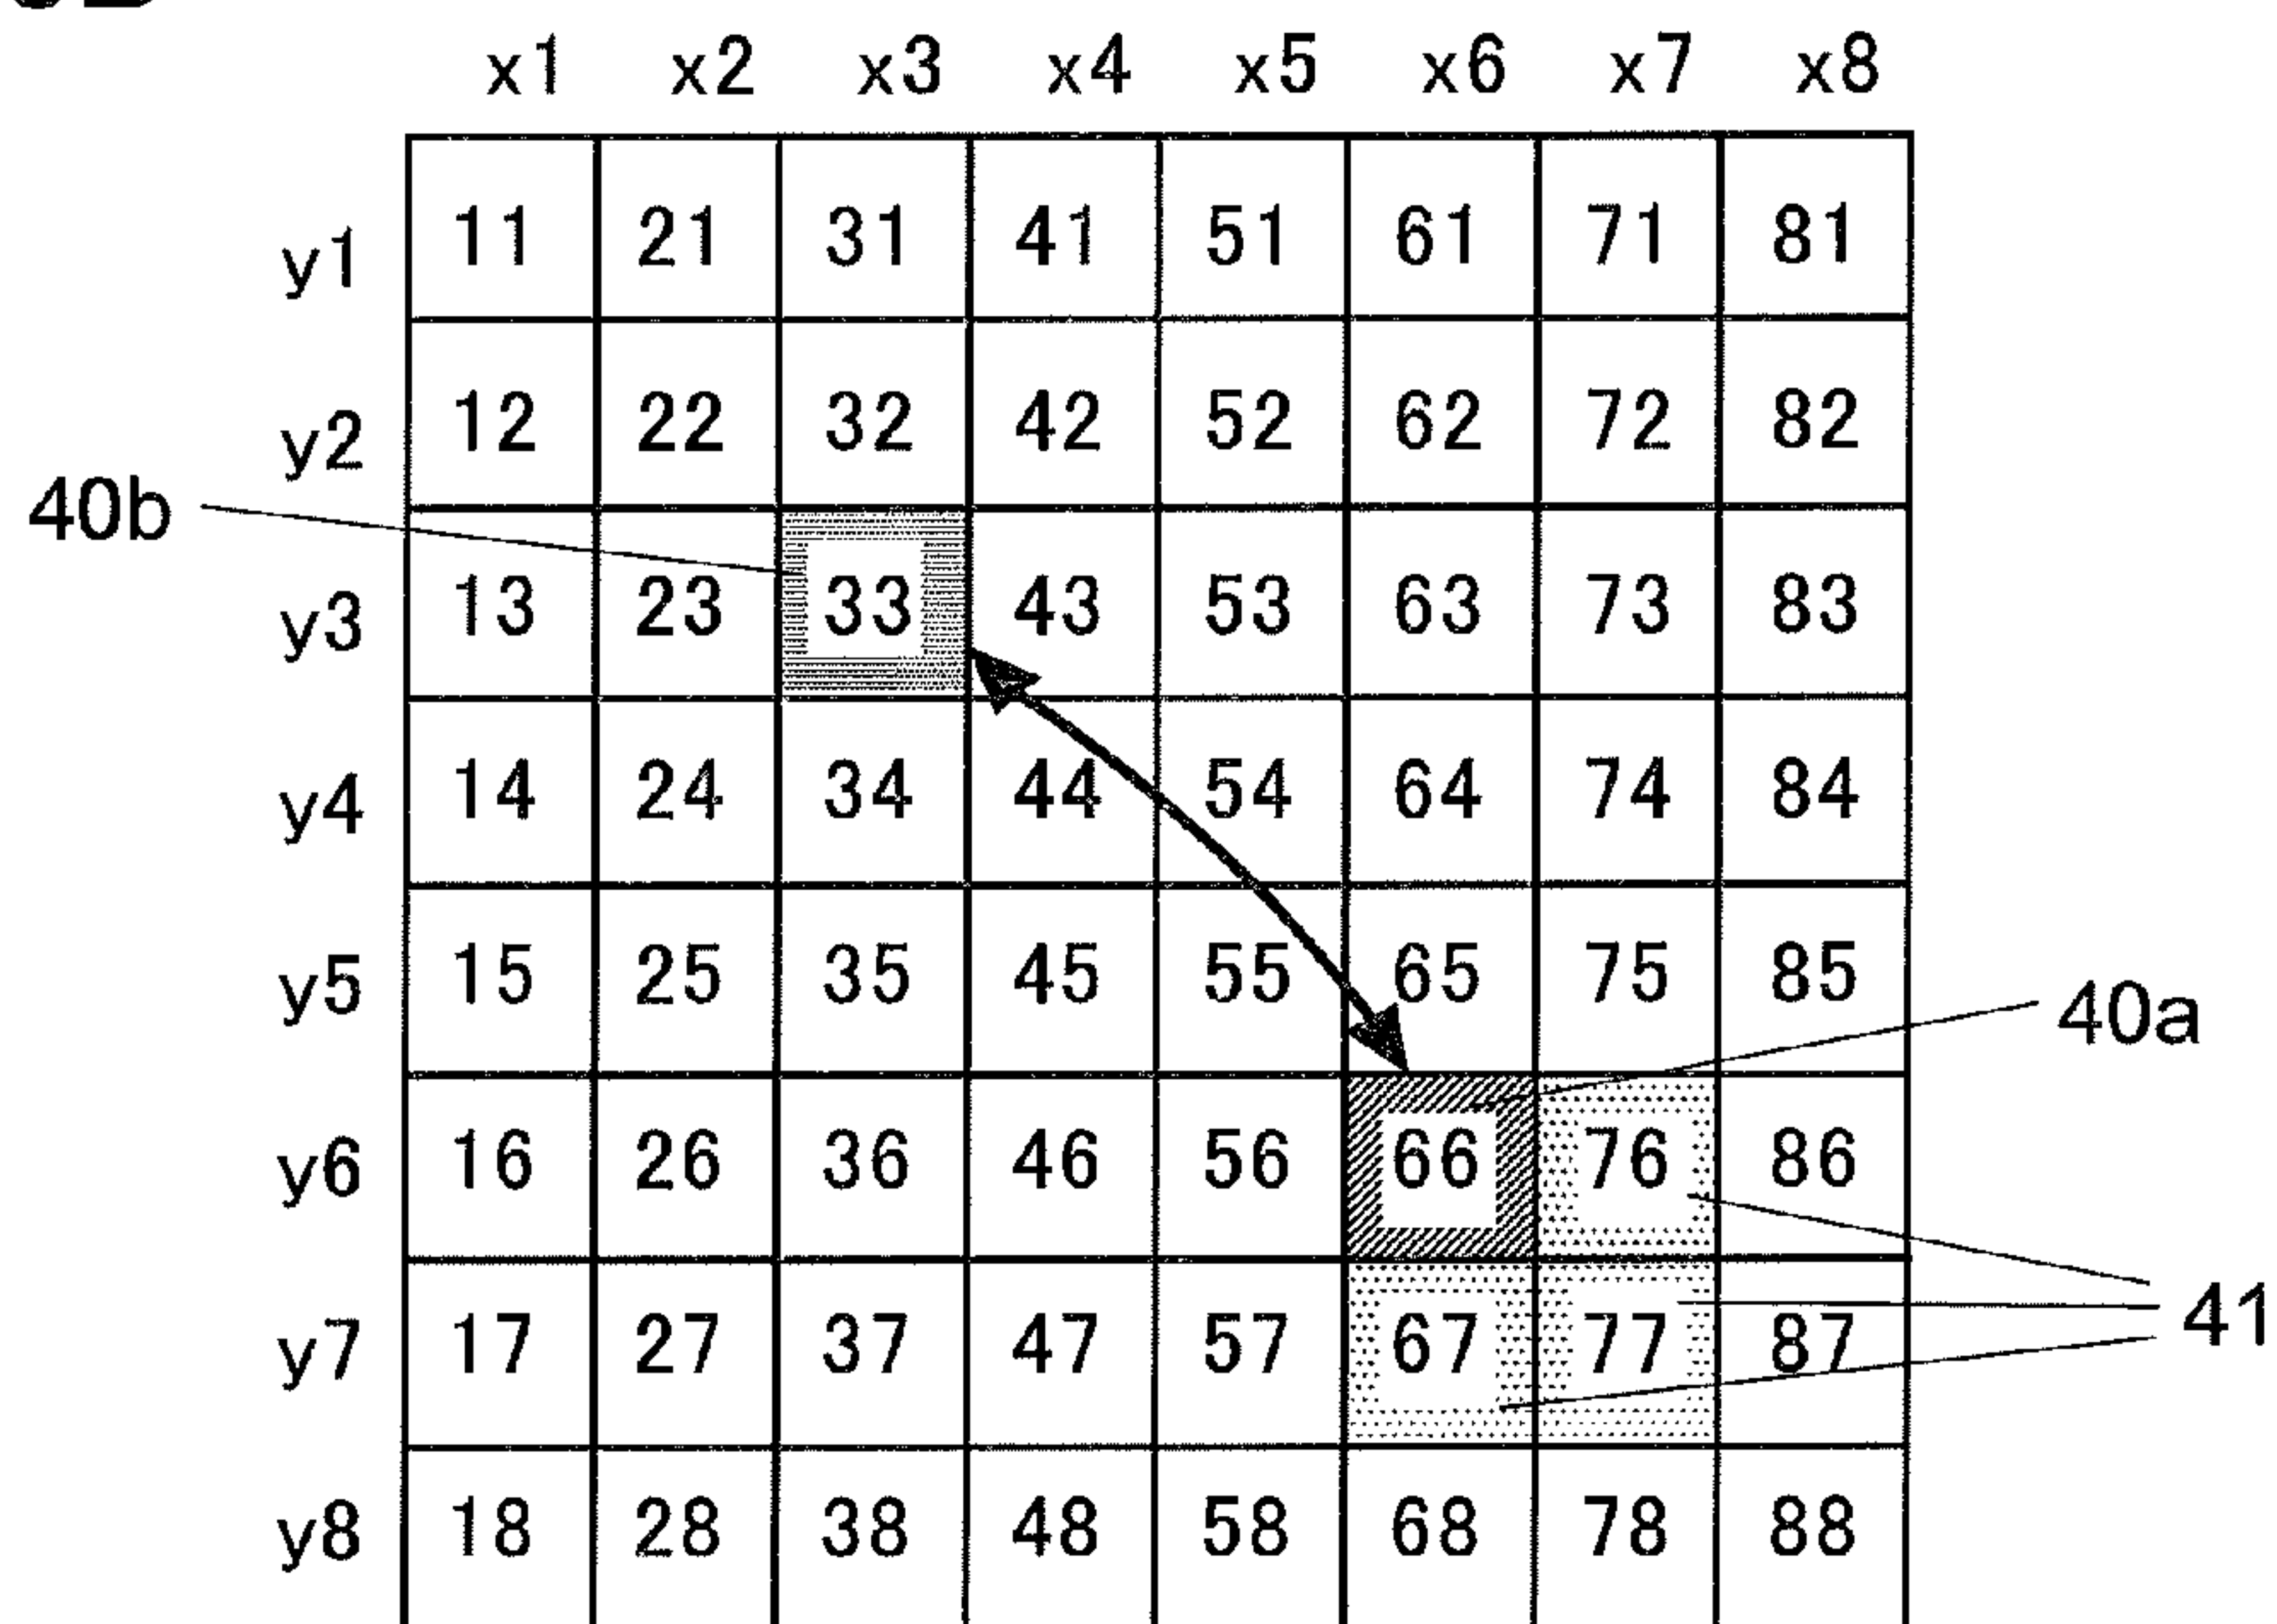 x1 x2 x3 x4 x5 x6 x7 x8
y1 11 21 31 41 51 61 71 81
y2 12 22 32 42 52 62 72 82
40b
y3 13 23 33 43 53 63 73 83
y4 14 24 34 44 54 64 74 84
y5 15 25 35 45 55 65 75 85
40a
y6 16 26 36 46 56 66 76 86
y7 17 27 37 47 57 67 77 87
41
y8 18 28 38 48 58 68 78 88